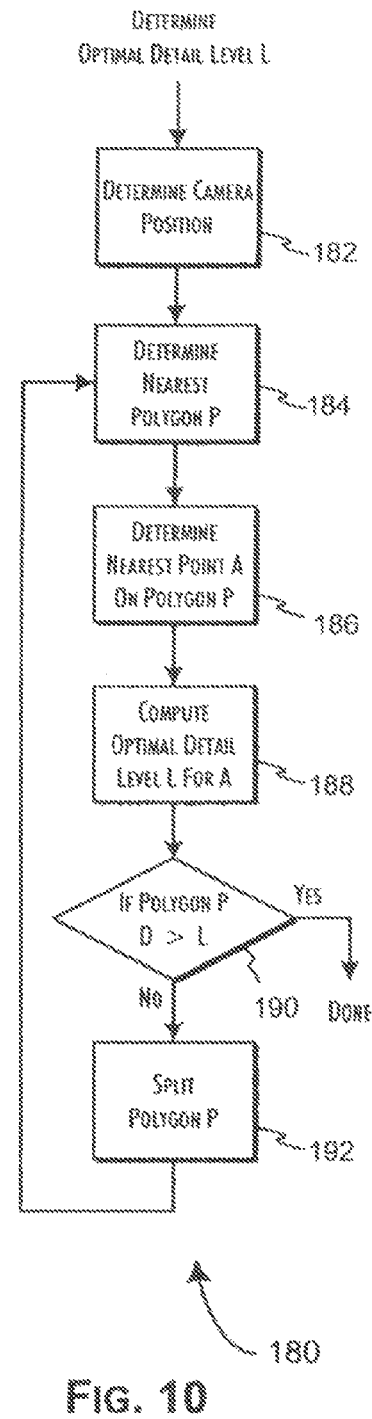 DETERMINE
OPTIMAL DETAIL LEVEL L
DETERMINE CAMERA
POSITION
182
DETERMINE
NEAREST
POLYGON P
184
DETERMINE
NEAREST POINT A
ON POLYGON P
186
COMPUTE
OPTIMAL DETAIL
LEVEL L FOR A
188
IF POLYGON P
D > L
YES
190
DONE
NO
SPLIT
POLYGON P
192
180
FIG. 10